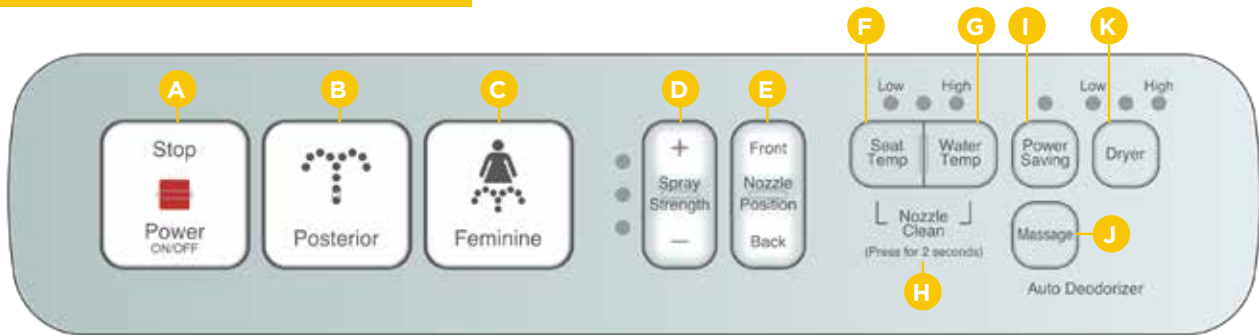 F
G
I
K
A
B
C
D
E
Low
High
Low
High
Stop
Power
ON/OFF
Posterior
Feminine
+
Spray
Strength
—
Front
Nozzle
Position
Back
Seat
Temp
Water
Temp
Power
Saving
Dryer
Nozzle
Clean
(Press for 2 seconds)
H
Massage
J
Auto Deodorizer